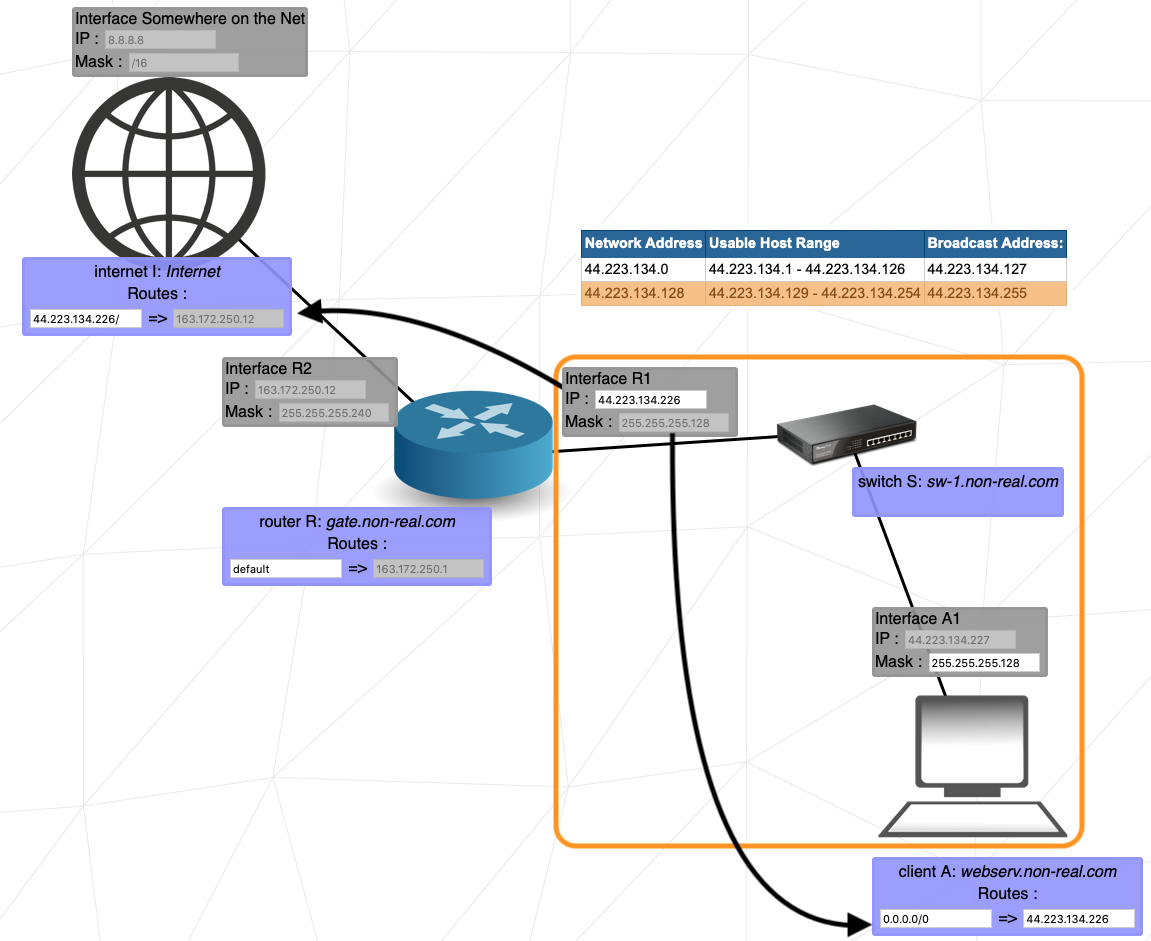 Interface Somewhere on the Net
IP : 8.8.8.8
Mask : /16
internet I: Internet
Routes :
44.223.134.226/ => 163.172.250.12
Network Address Usable Host Range Broadcast Address:
44.223.134.0 44.223.134.1 - 44.223.134.126 44.223.134.127
44.223.134.128 44.223.134.129 - 44.223.134.254 44.223.134.255
Interface R2
IP : 163.172.250.12
Mask : 255.255.255.240
Interface R1
IP : 44.223.134.226
Mask : 255.255.255.128
switch S: sw-1.non-real.com
router R: gate.non-real.com
Routes :
default => 163.172.250.1
Interface A1
IP : 44.223.134.227
Mask : 255.255.255.128
client A: webserv.non-real.com
Routes :
0.0.0.0/0 => 44.223.134.226